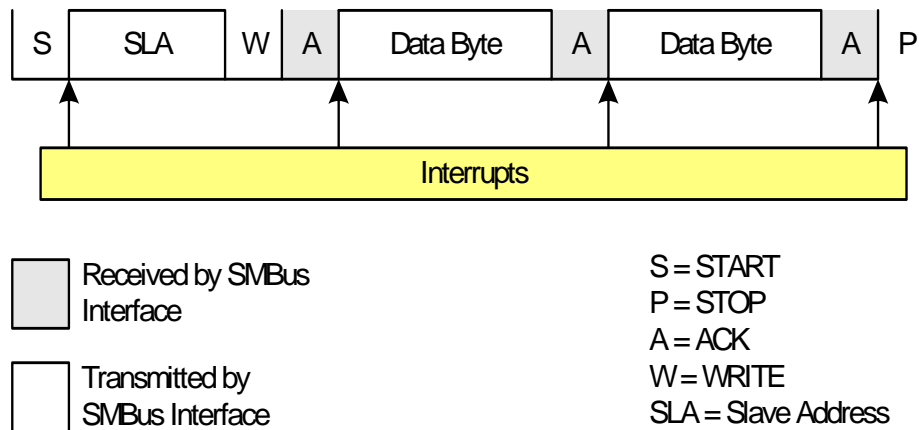 S SLA W A Data Byte A Data Byte A P
Interrupts
Received by SMBus
Interface
Transmitted by
SMBus Interface
S = START
P = STOP
A = ACK
W = WRITE
SLA = Slave Address